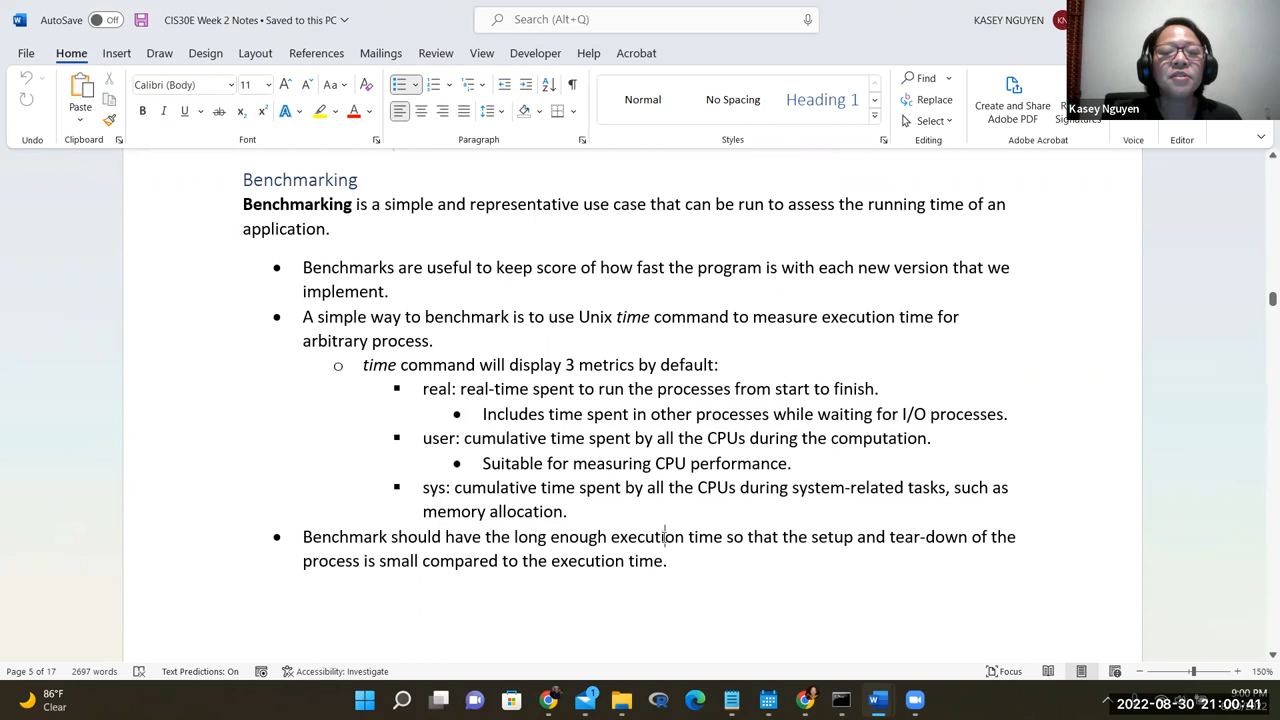 AutoSave Off CIS30E Week 2 Notes • Saved to this PC Search (Alt+Q) KASEY NGUYEN
File Home Insert Draw Design Layout References Mailings Review View Developer Help Acrobat
Paste
Calibri (Body) 11
Normal No Spacing Heading 1
Find
Replace
Select
Create and Share
Adobe PDF
Signatures
Kasey Nguyen
Undo Clipboard Font Paragraph Styles Editing Adobe Acrobat Voice Editor
Benchmarking
Benchmarking is a simple and representative use case that can be run to assess the running time of an
application.
• Benchmarks are useful to keep score of how fast the program is with each new version that we
implement.
• A simple way to benchmark is to use Unix time command to measure execution time for
arbitrary process.
o time command will display 3 metrics by default:
▪ real: real-time spent to run the processes from start to finish.
• Includes time spent in other processes while waiting for I/O processes.
▪ user: cumulative time spent by all the CPUs during the computation.
• Suitable for measuring CPU performance.
▪ sys: cumulative time spent by all the CPUs during system-related tasks, such as
memory allocation.
• Benchmark should have the long enough execution time so that the setup and tear-down of the
process is small compared to the execution time.
Page 5 of 17 2697 words Text Predictions: On Accessibility: Investigate Focus 150%
86°F
Clear
9:00 PM
2022-08-30 21:00:41